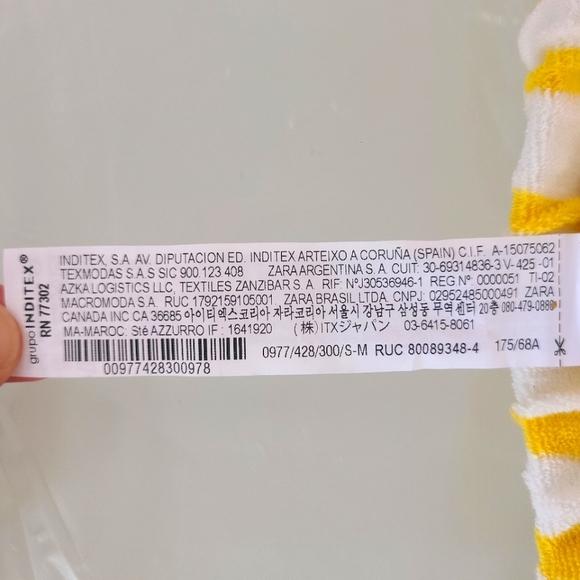 grupo INDITEX®
RN 77302
INDITEX, S.A. AV. DIPUTACION ED. INDITEX ARTEIXO A CORUÑA (SPAIN) C.I.F. A-15075062
TEXMODAS S.A.S SIC 900 123 408 ZARA ARGENTINA S.A. CUIT: 30-69314836-3 V- 425 -01
AZKA LOGISTICS LLC, TEXTILES ZANZIBAR S.A. RIF NºJ30536946-1 REG Nº 0000051 TI-02
MACROMODA S.A. RUC 1792159105001, ZARA BRASIL LTDA. CNPJ: 02952485000491 ZARA
CANADA INC CA 36685 아이티엑스코리아 자라코리아 서울시 강남구 삼성동 무역센터 20층 080-479-0880
MA-MAROC: Sté AZZURRO IF : 1641920 (株)ITXジャパン 03-6415-8061
0097742830097​8
0977/428/300/S-M RUC 80089348-4 175/68A